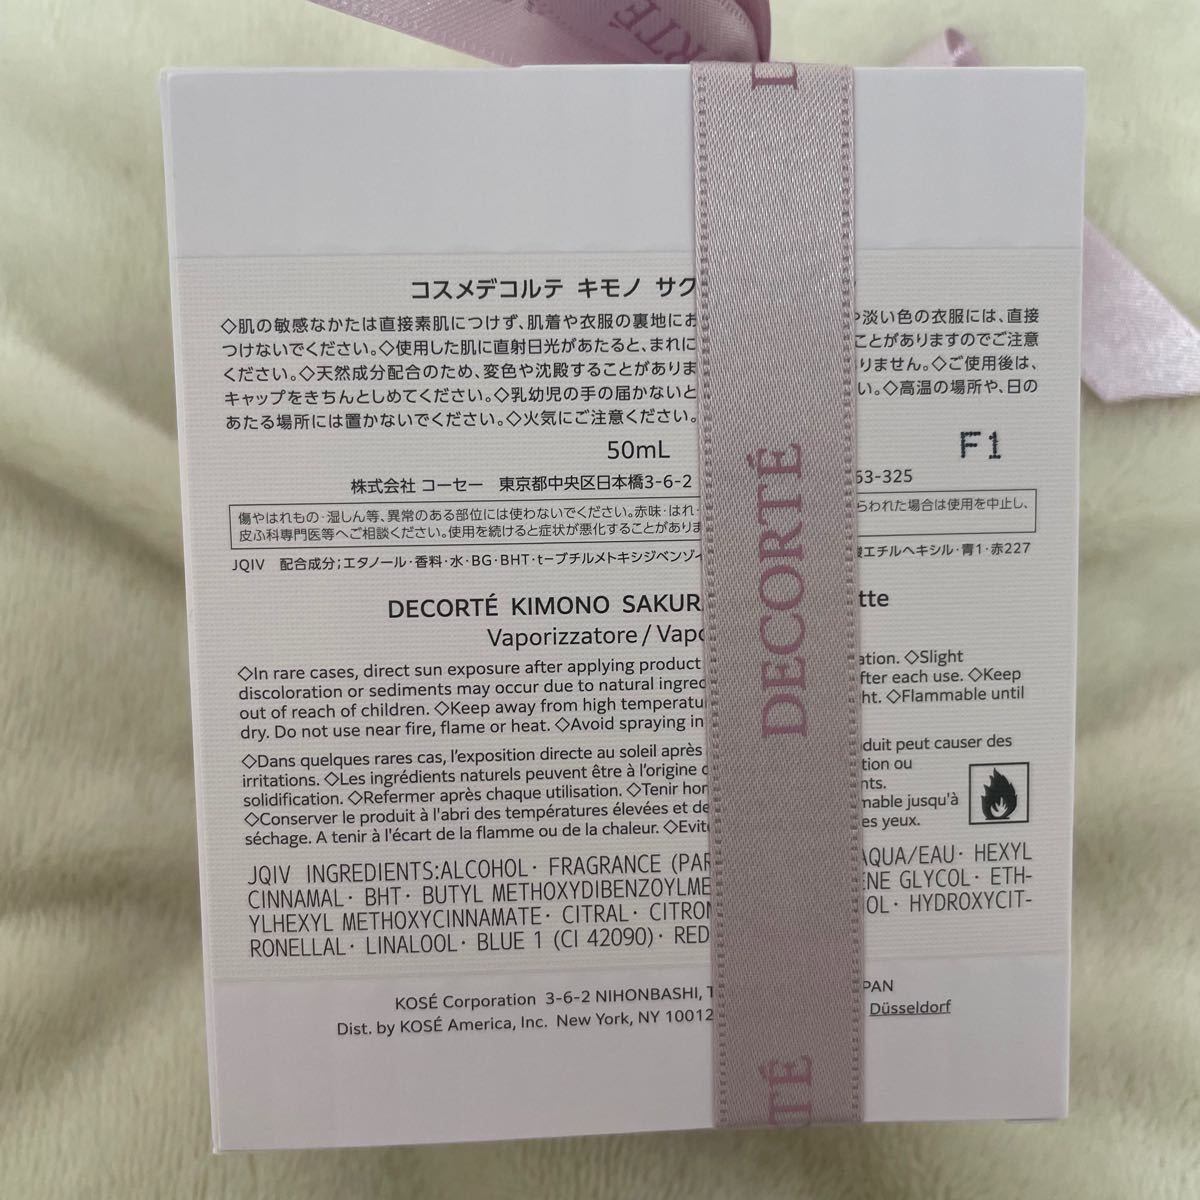 DECORTÉ
コスメデコルテ キモノ サク
◇肌の敏感なかたは直接素肌につけず、肌着や衣服の裏地にお や淡い色の衣服には、直接
つけないでください。◇使用した肌に直射日光があたると、まれに ことがありますのでご注意
ください。◇天然成分配合のため、変色や沈殿することがありま りません。◇ご使用後は、
キャップをきちんとしめてください。◇乳幼児の手の届かないと い。◇高温の場所や、日の
あたる場所には置かないでください。◇火気にご注意ください。
50mL
F1
株式会社 コーセー 東京都中央区日本橋3-6-2 63-325
傷やはれもの・湿しん等、異常のある部位には使わないでください。赤味・はれ・ らわれた場合は使用を中止し、
皮ふ科専門医等へご相談ください。使用を続けると症状が悪化することがありま
JQIV 配合成分；エタノール・香料・水・BG・BHT・t－ブチルメトキシジベンゾイ 酸エチルヘキシル・青1・赤227
DECORTÉ KIMONO SAKUR tte
Vaporizzatore / Vapo
◇In rare cases, direct sun exposure after applying product ation. ◇Slight
discoloration or sediments may occur due to natural ingred fter each use. ◇Keep
out of reach of children. ◇Keep away from high temperatu ht. ◇Flammable until
dry. Do not use near fire, flame or heat. ◇Avoid spraying in
◇Dans quelques rares cas, l'exposition directe au soleil après duit peut causer des
irritations. ◇Les ingrédients naturels peuvent être à l'origine d tion ou
solidification. ◇Refermer après chaque utilisation. ◇Tenir hor nts.
◇Conserver le produit à l'abri des températures élevées et de mable jusqu'à
séchage. A tenir à l'écart de la flamme ou de la chaleur. ◇Evite es yeux.
JQIV INGREDIENTS:ALCOHOL· FRAGRANCE (PAR AQUA/EAU· HEXYL
CINNAMAL· BHT· BUTYL METHOXYDIBENZOYLME ENE GLYCOL· ETH-
YLHEXYL METHOXYCINNAMATE· CITRAL· CITRON OL· HYDROXYCIT-
RONELLAL· LINALOOL· BLUE 1 (CI 42090)· RED
KOSÉ Corporation 3-6-2 NIHONBASHI, T PAN
Dist. by KOSÉ America, Inc. New York, NY 10012 Düsseldorf
DECORTÉ
RTÉ